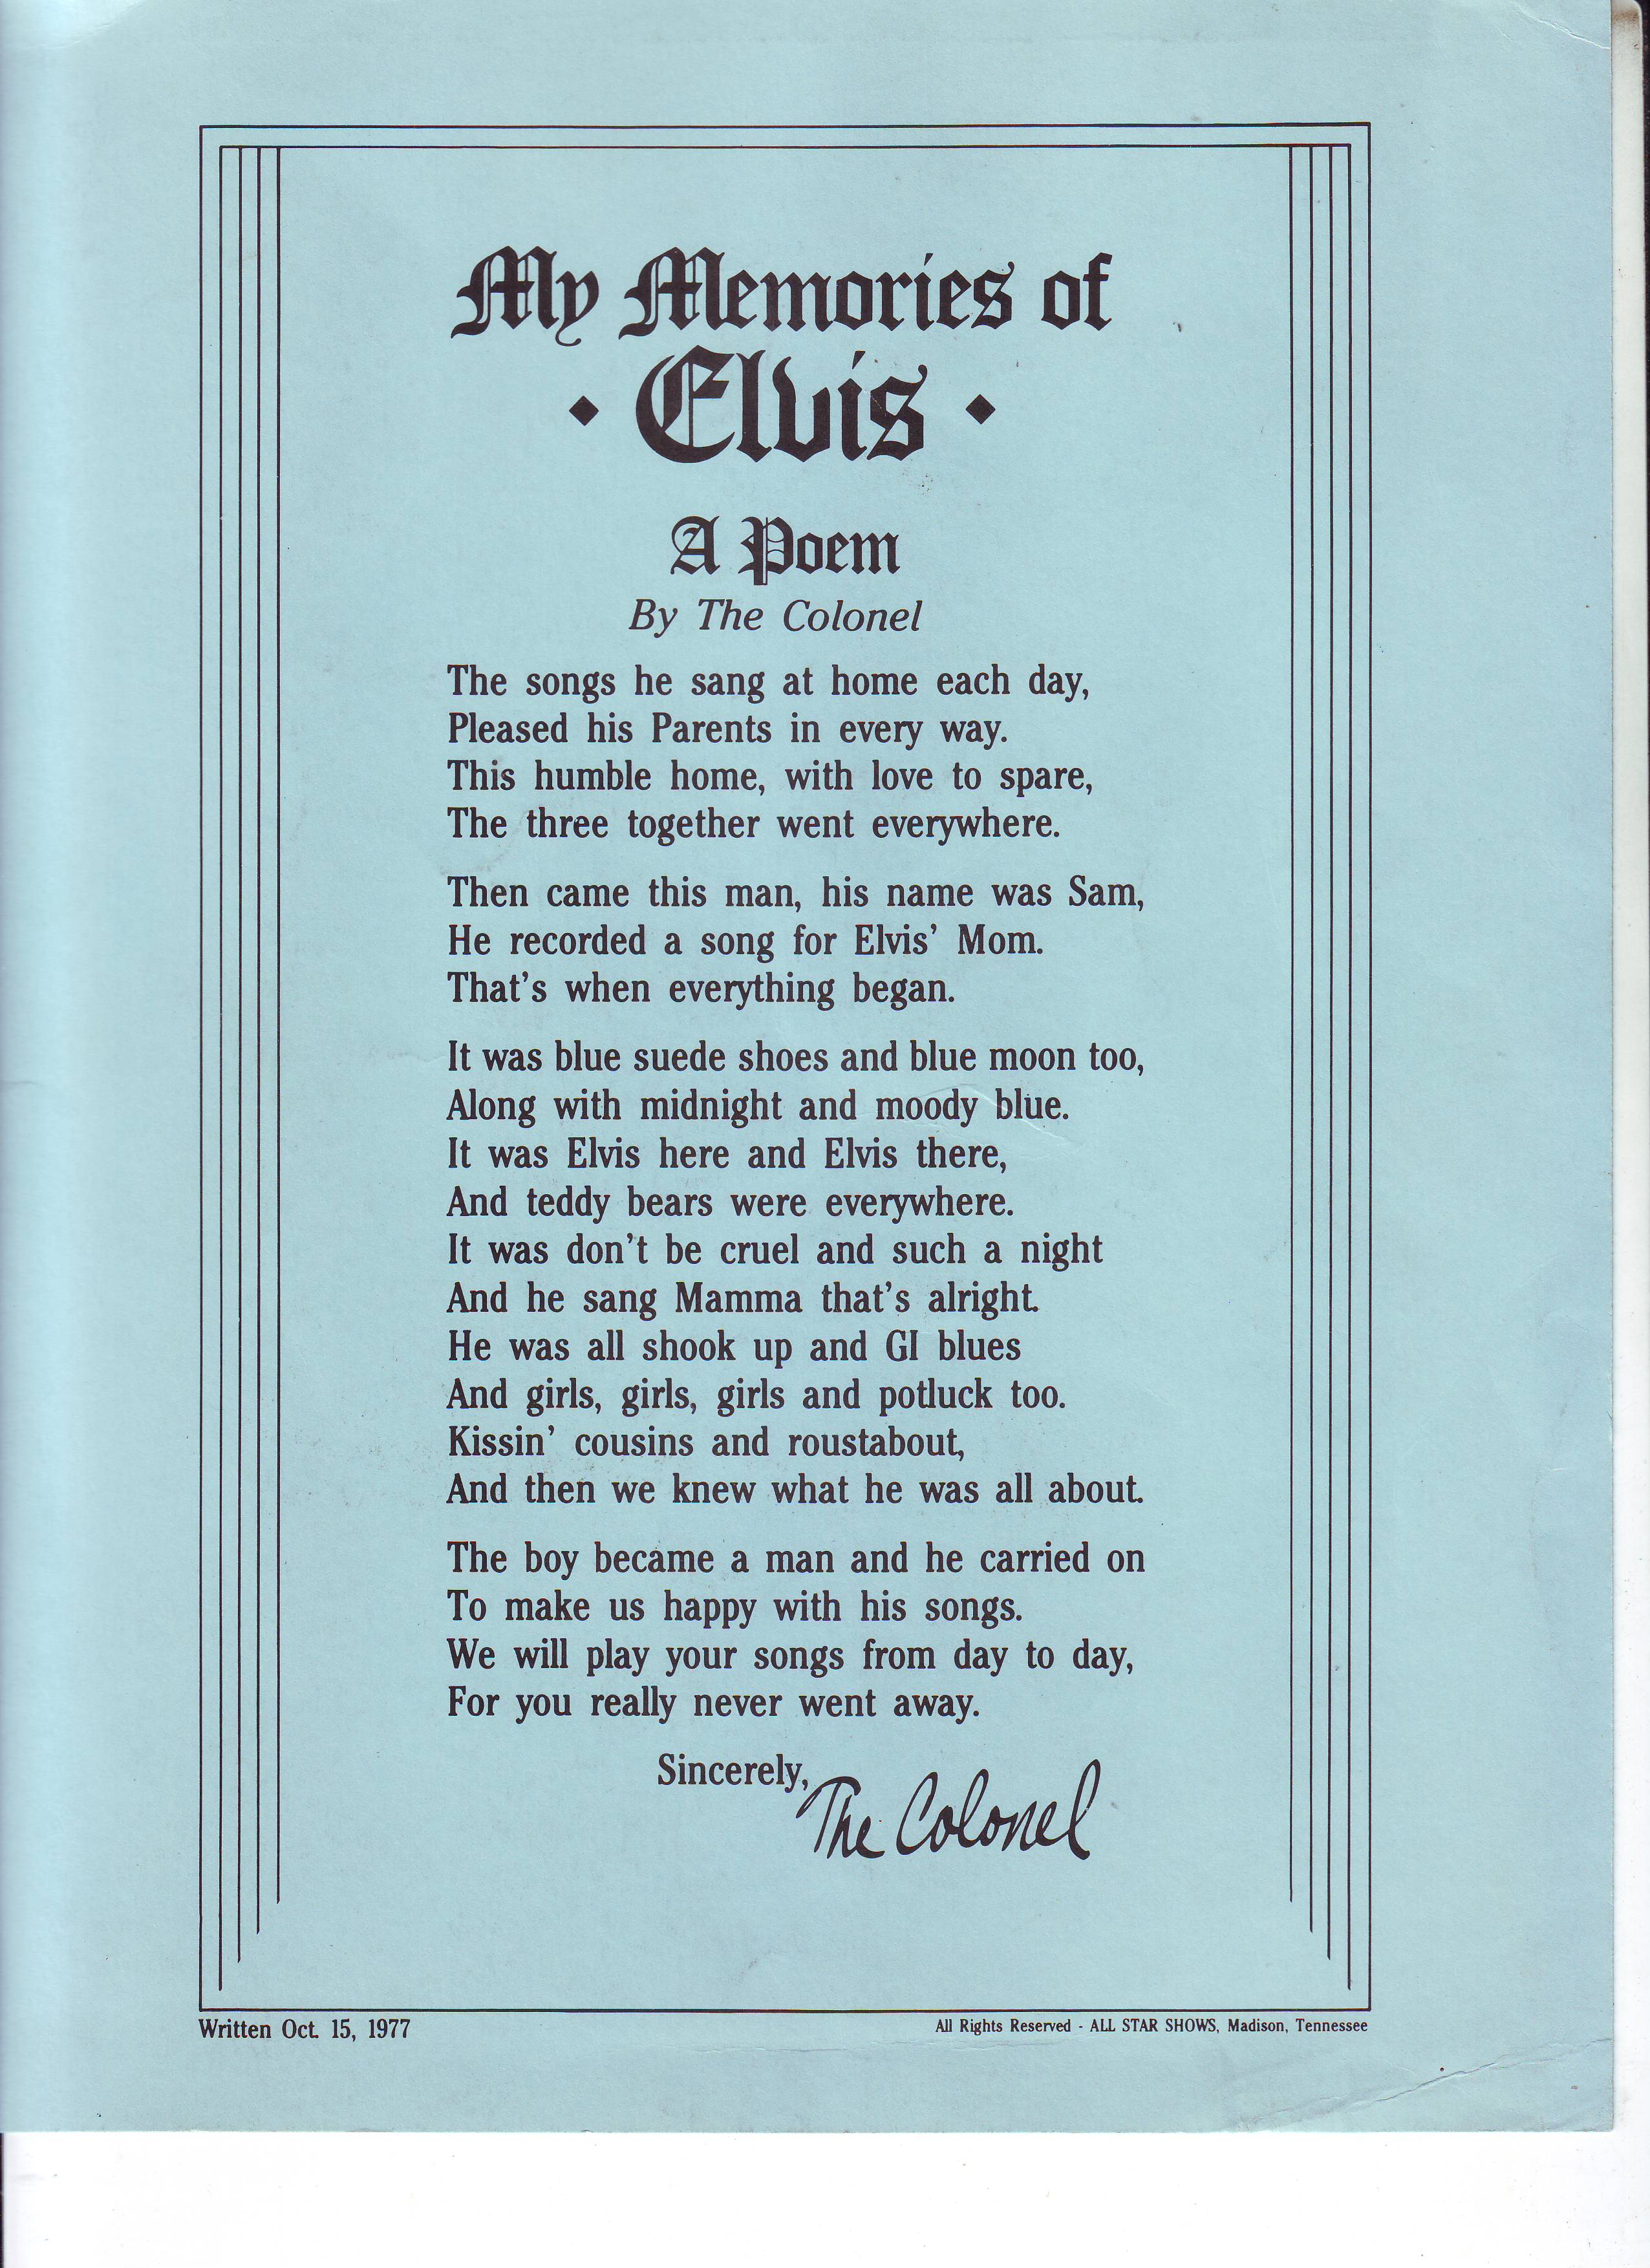 My Memories of
Elvis
A Poem
By The Colonel
The songs he sang at home each day,
Pleased his Parents in every way.
This humble home, with love to spare,
The three together went everywhere.
Then came this man, his name was Sam,
He recorded a song for Elvis' Mom.
That's when everything began.
It was blue suede shoes and blue moon too,
Along with midnight and moody blue.
It was Elvis here and Elvis there,
And teddy bears were everywhere.
It was don't be cruel and such a night
And he sang Mamma that's alright.
He was all shook up and GI blues
And girls, girls, girls and potluck too.
Kissin' cousins and roustabout,
And then we knew what he was all about.
The boy became a man and he carried on
To make us happy with his songs.
We will play your songs from day to day,
For you really never went away.
Sincerely,
The Colonel
Written Oct. 15, 1977
All Rights Reserved - ALL STAR SHOWS, Madison, Tennessee